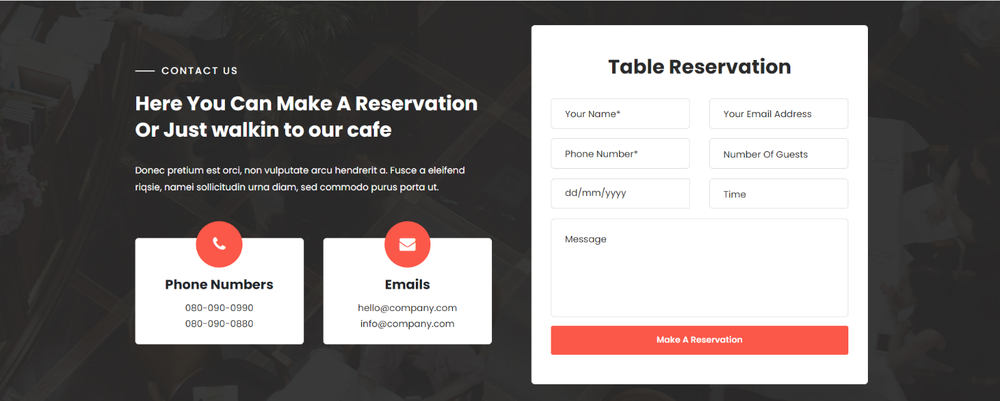 CONTACT US
Here You Can Make A Reservation
Or Just walkin to our cafe
Donec pretium est orci, non vulputate arcu hendrerit a. Fusce a eleifend
riqsie, namei sollicitudin urna diam, sed commodo purus porta ut.
Phone Numbers
080-090-0990
080-090-0880
Emails
hello@company.com
info@company.com
Table Reservation
Your Name*
Your Email Address
Phone Number*
Number Of Guests
dd/mm/yyyy
Time
Message
Make A Reservation